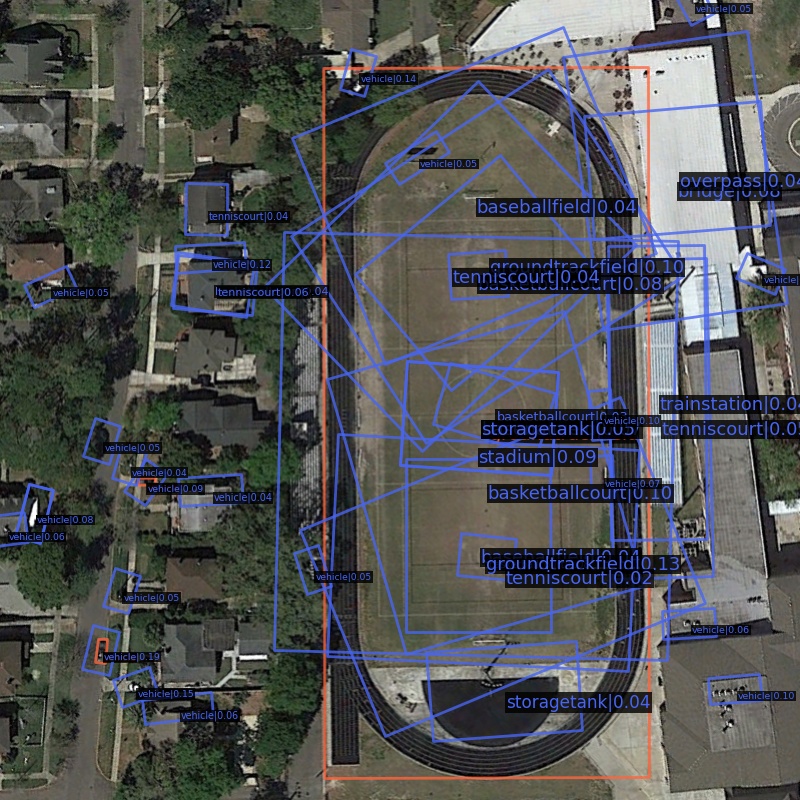 vehicle|0.05
vehicle|0.14
vehicle|0.05
overpass|0.04
bridge|0.08
baseballfield|0.04
tenniscourt|0.04
vehicle|0.12
groundtrackfield|0.10
tenniscourt|0.04
basketballcourt|0.08
vehicle|
vehicle|0.05
tenniscourt|0.06
.04
trainstation|0.04
basketballcourt|0.03
vehicle|0.10
storagetank|0.05
tenniscourt|0.0
vehicle|0.05
stadium|0.09
vehicle|0.04
vehicle|0.07
vehicle|0.09
basketballcourt|0.10
vehicle|0.04
vehicle|0.08
vehicle|0.06
baseballfield|0.04
groundtrackfield|0.13
vehicle|0.05
tenniscourt|0.02
vehicle|0.05
vehicle|0.06
vehicle|0.19
vehicle|0.15
vehicle|0.10
storagetank|0.04
vehicle|0.06